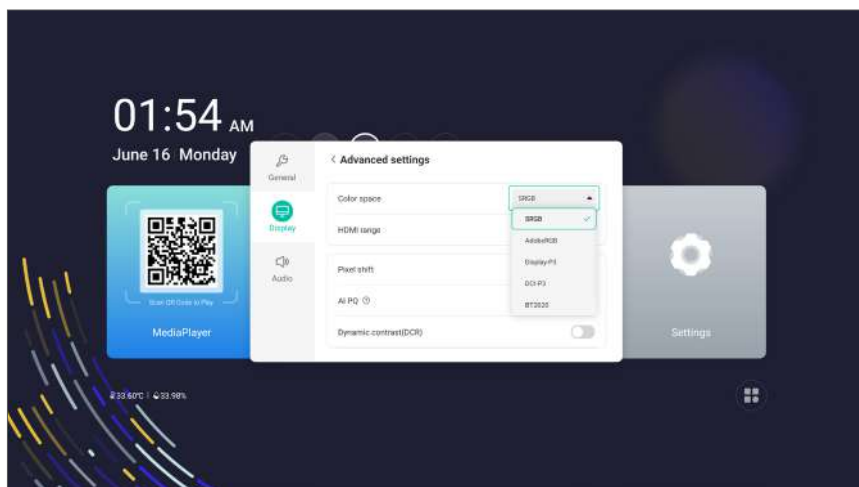 01:54 AM
June 16 Monday
General
Display
Audio
< Advanced settings
Color space
SRGB
SRGB
AdobeRGB
Display-P3
DCI-P3
BT2020
HDMI range
Pixel shift
AI PQ
Dynamic contrast(DCR)
Scan QR Code to Play
MediaPlayer
Settings
33.60°C | 33.98%